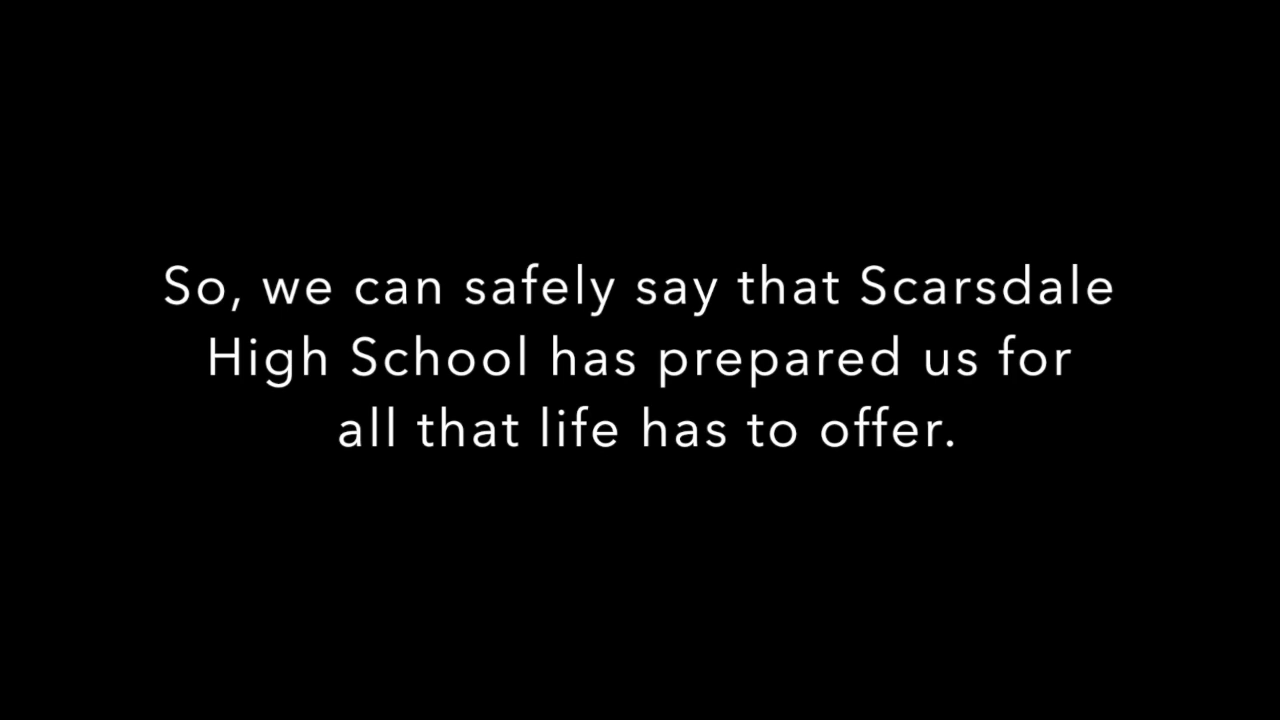 So, we can safely say that Scarsdale
High School has prepared us for
all that life has to offer.